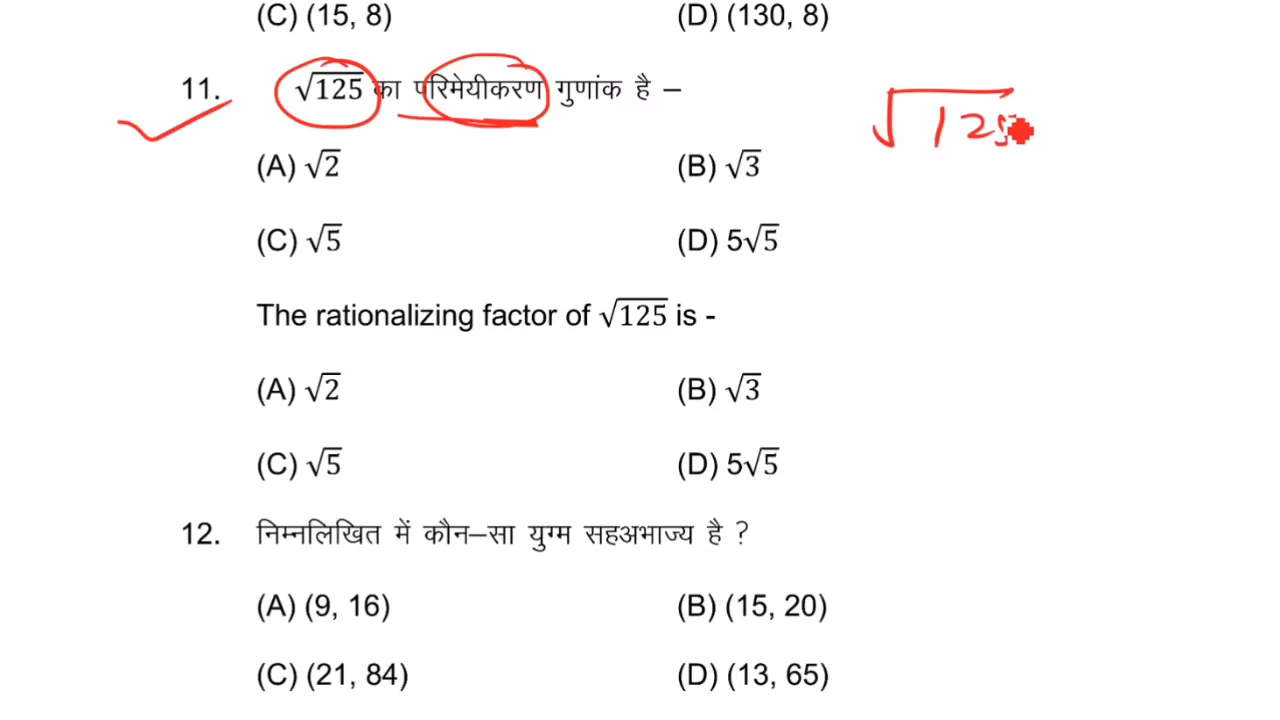 (C) (15, 8) (D) (130, 8)
11. √125 का परिमेयीकरण गुणांक है – √125
(A) √2 (B) √3
(C) √5 (D) 5√5
The rationalizing factor of √125 is -
(A) √2 (B) √3
(C) √5 (D) 5√5
12. निम्नलिखित में कौन–सा युग्म सहअभाज्य है ?
(A) (9, 16) (B) (15, 20)
(C) (21, 84) (D) (13, 65)